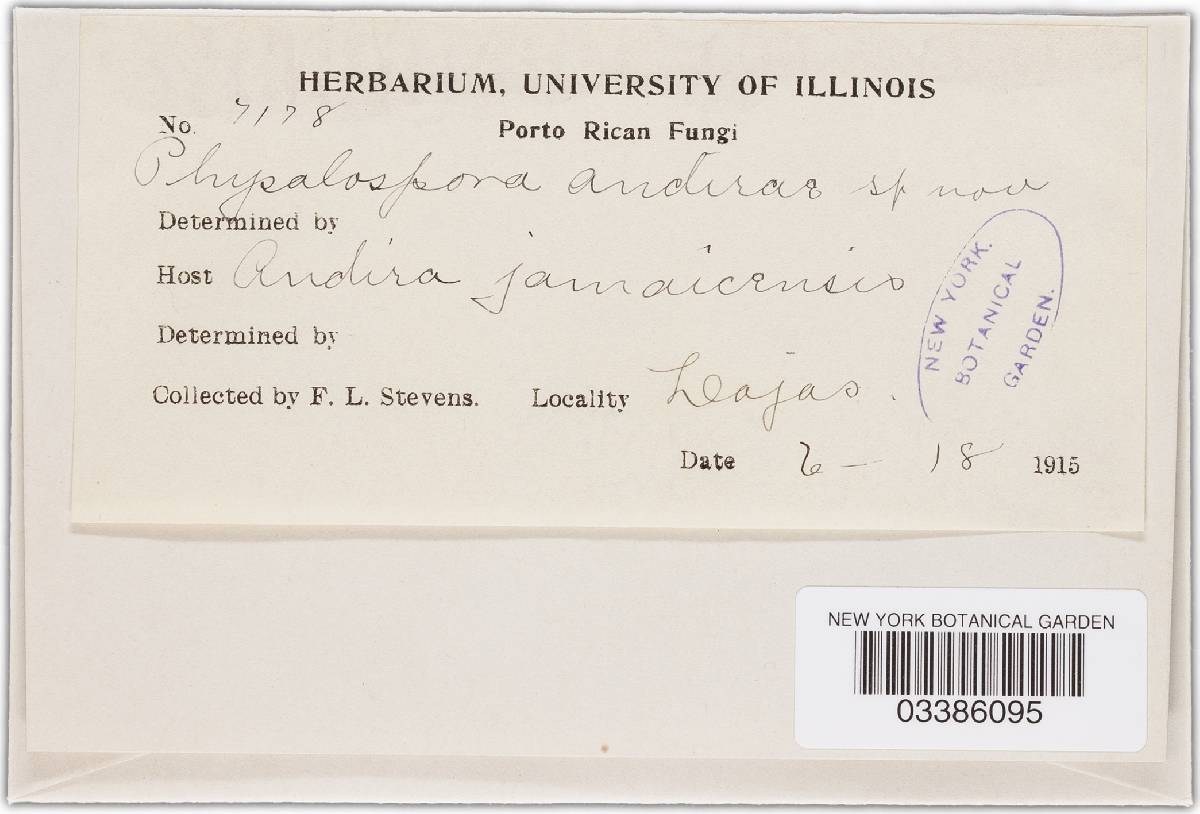 HERBARIUM, UNIVERSITY OF ILLINOIS
No. 7178
Porto Rican Fungi
Physalospora andirae sp nov
Determined by
Host Andira jamaicensis
Determined by
Collected by F. L. Stevens. Locality Lajas.
Date 6 - 18 1915
NEW YORK
BOTANICAL
GARDEN.
NEW YORK BOTANICAL GARDEN
03386095